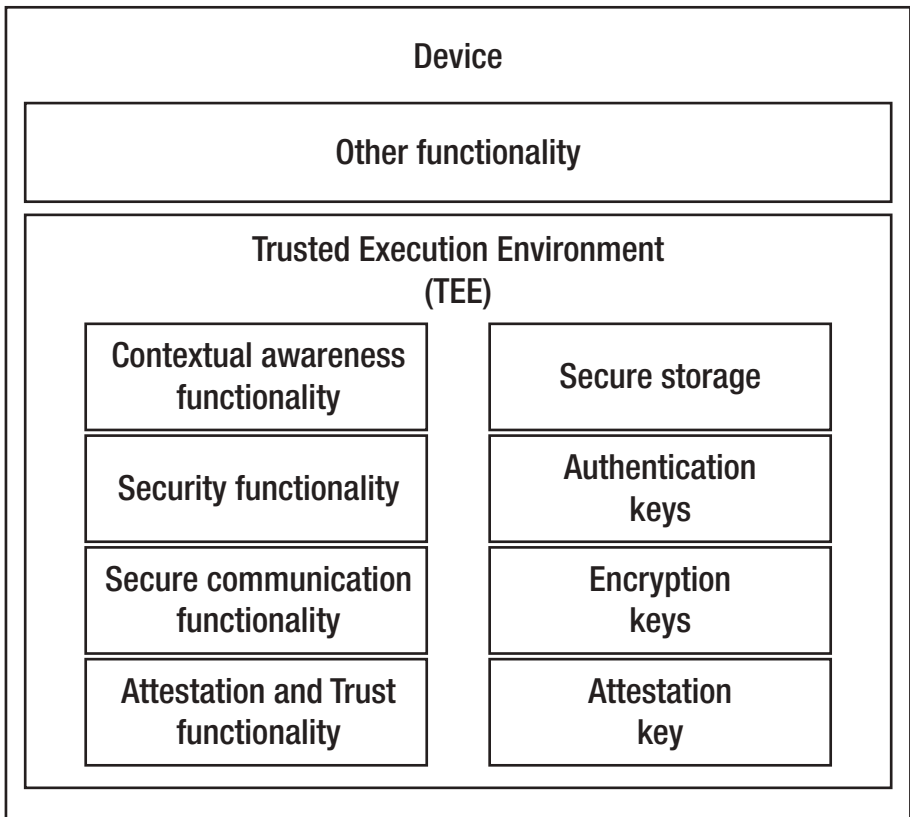 Device
Other functionality
Trusted Execution Environment
(TEE)
Contextual awareness
functionality
Secure storage
Security functionality
Authentication
keys
Secure communication
functionality
Encryption
keys
Attestation and Trust
functionality
Attestation
key